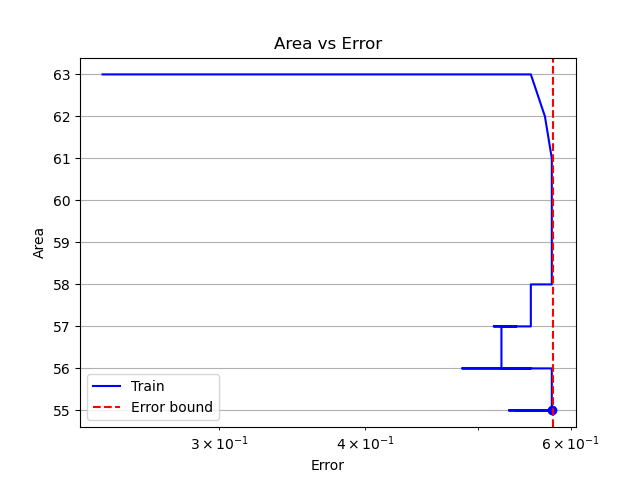 Area vs Error
Area
63
62
61
60
59
58
57
56
55
Train
Error bound
3 × 10⁻¹
4 × 10⁻¹
6 × 10⁻¹
Error